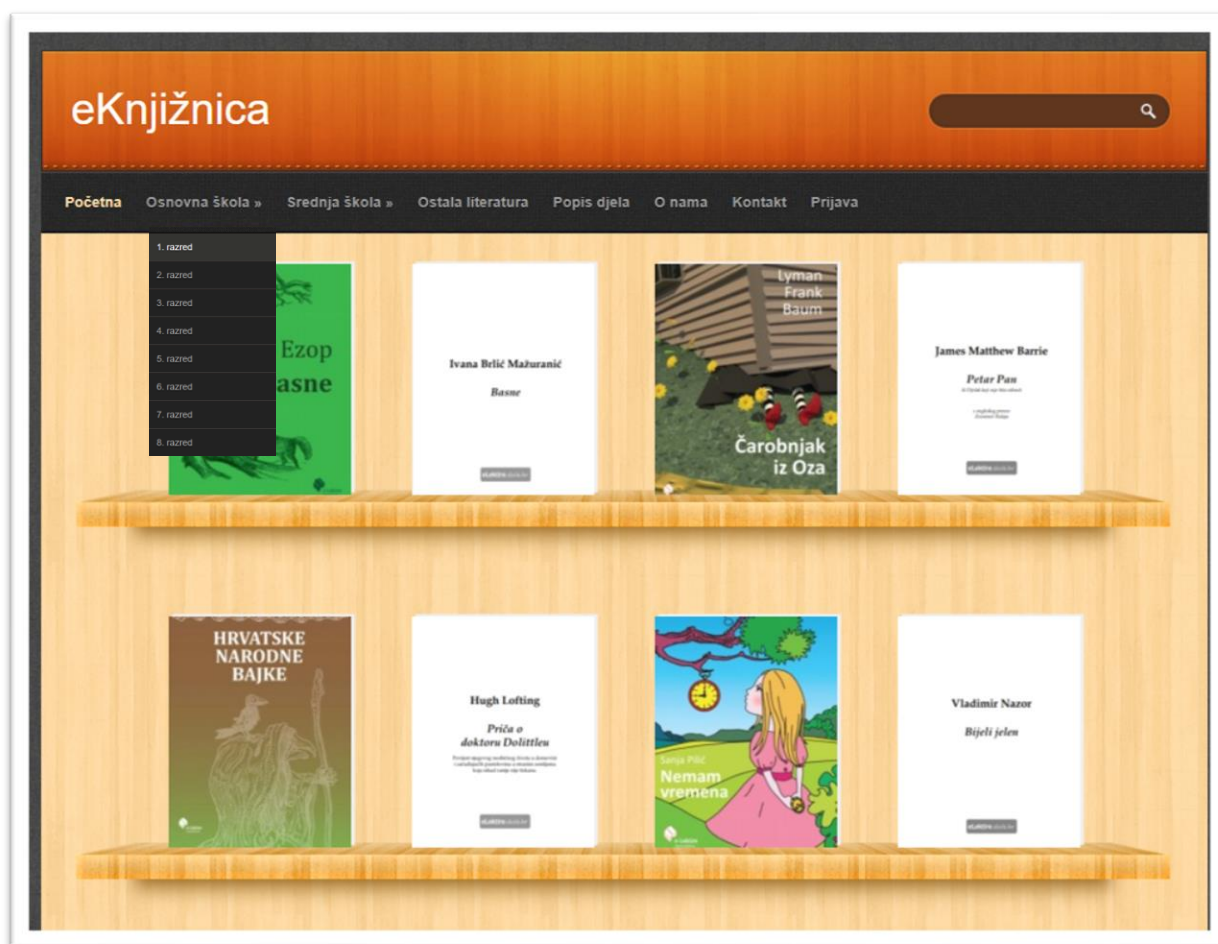 eKnjižnica
Početna
Osnovna škola »
Srednja škola »
Ostala literatura
Popis djela
O nama
Kontakt
Prijava
1. razred
2. razred
3. razred
4. razred
5. razred
6. razred
7. razred
8. razred
Ezop
asne
Ivana Brlić Mažuranić
Basne
Lyman
Frank
Baum
Čarobnjak
iz Oza
James Matthew Barrie
Petar Pan
HRVATSKE
NARODNE
BAJKE
Hugh Lofting
Priča o
doktoru Dolittleu
Sanja Pilić
Nemam
vremena
Vladimir Nazor
Bijeli jelen